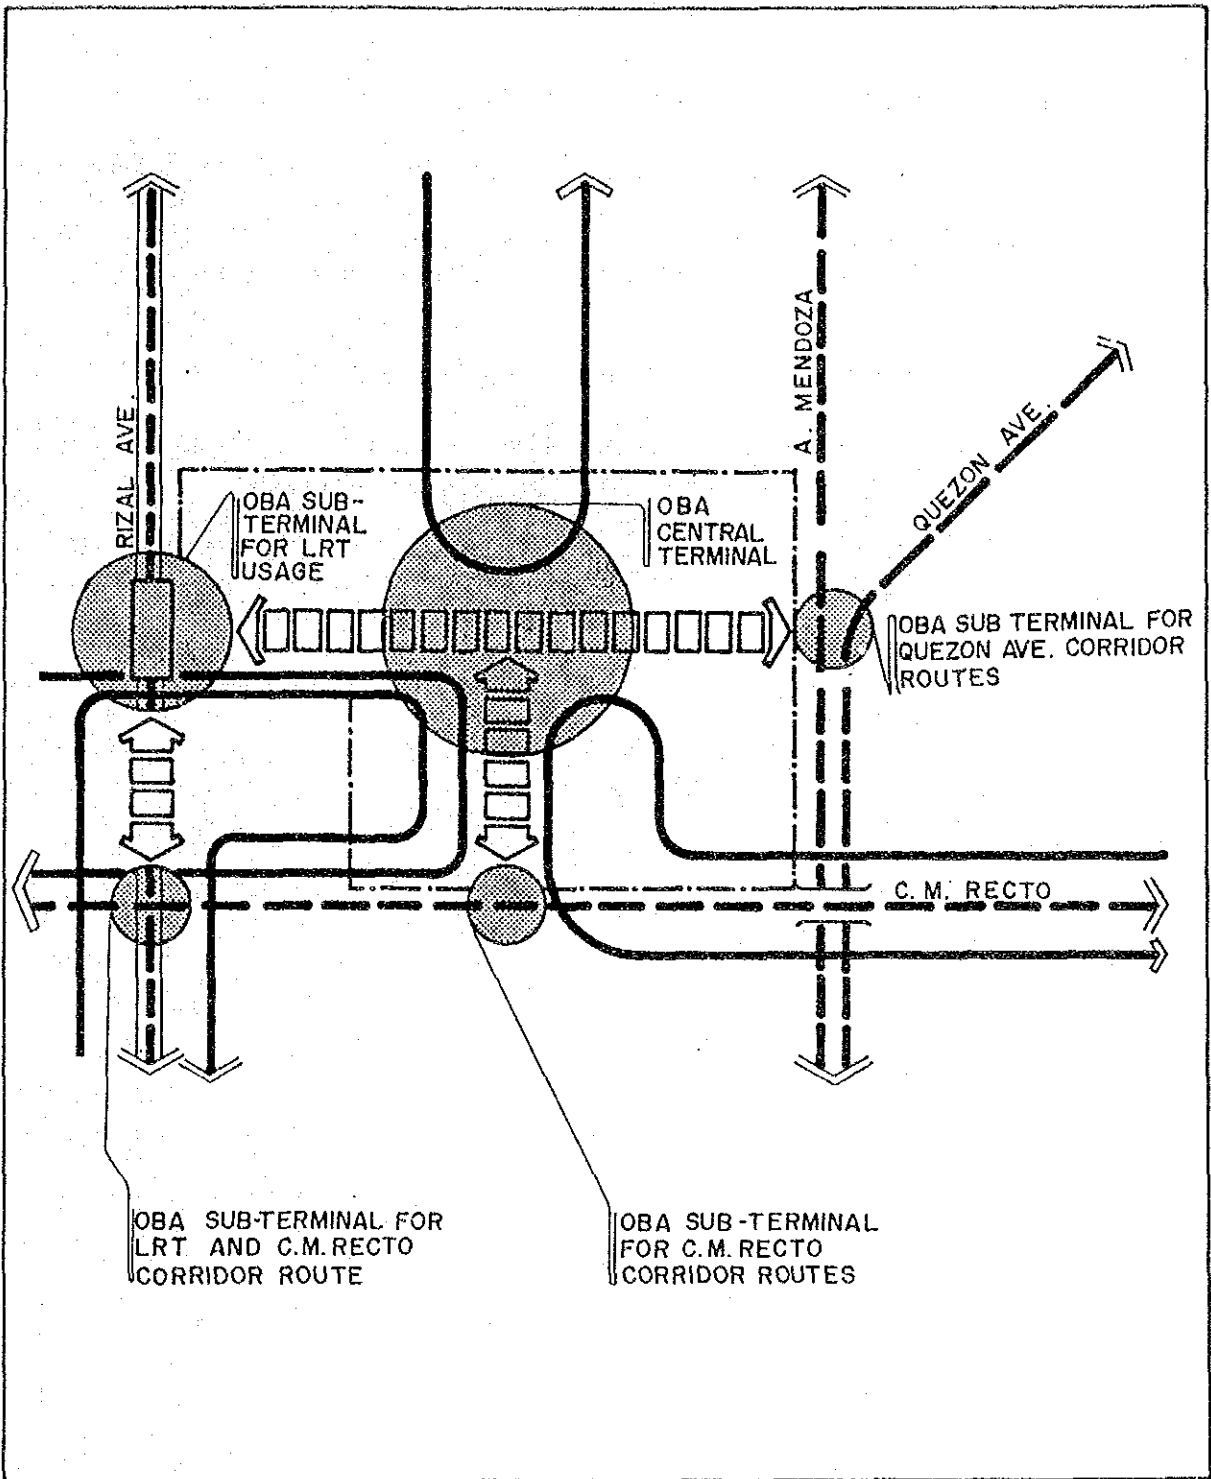 RIZAL AVE.
A. MENDOZA
QUEZON AVE.
OBA SUB-
TERMINAL
FOR LRT
USAGE
OBA
CENTRAL
TERMINAL
OBA SUB TERMINAL FOR
QUEZON AVE. CORRIDOR
ROUTES
C. M. RECTO
OBA SUB-TERMINAL FOR
LRT AND C.M. RECTO
CORRIDOR ROUTE
OBA SUB-TERMINAL
FOR C.M. RECTO
CORRIDOR ROUTES